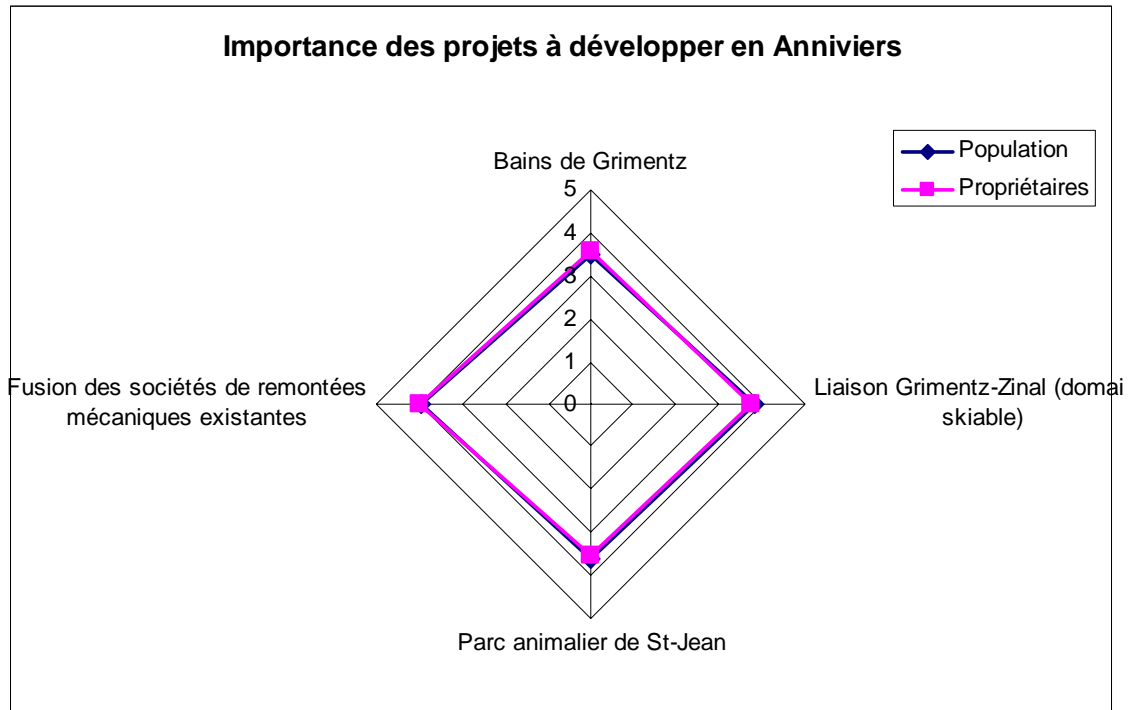 Importance des projets à développer en Anniviers
Population
Propriétaires
Bains de Grimentz
5
4
3
2
1
0
Fusion des sociétés de remontées
mécaniques existantes
Liaison Grimentz-Zinal (domai
skiable)
Parc animalier de St-Jean